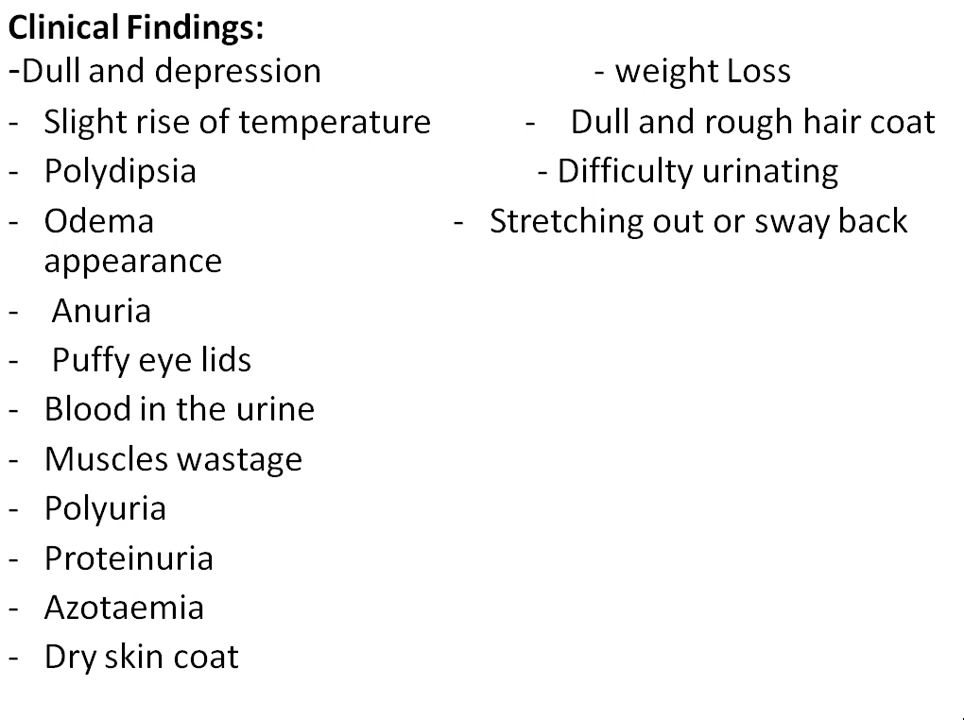 Clinical Findings:
-Dull and depression - weight Loss
- Slight rise of temperature - Dull and rough hair coat
- Polydipsia - Difficulty urinating
- Odema - Stretching out or sway back
appearance
- Anuria
- Puffy eye lids
- Blood in the urine
- Muscles wastage
- Polyuria
- Proteinuria
- Azotaemia
- Dry skin coat